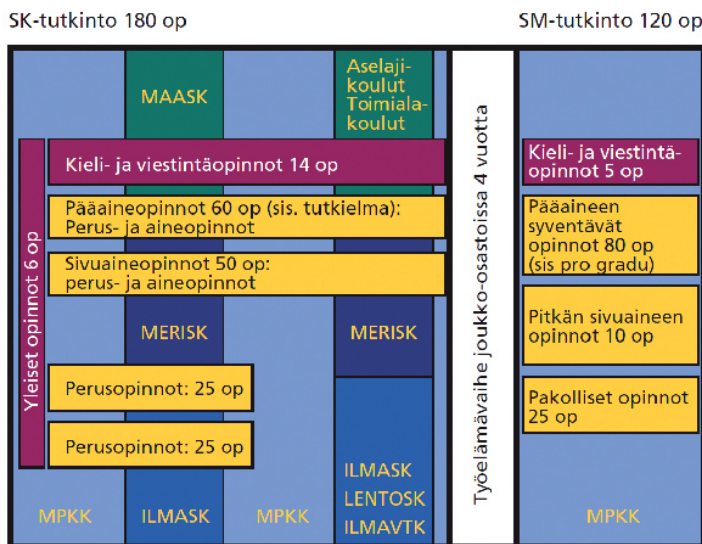 SK-tutkinto 180 op
SM-tutkinto 120 op
MAASK
Aselaji-
koulut
Toimiala-
koulut
Yleiset opinnot 6 op
Kieli- ja viestintäopinnot 14 op
Pääaineopinnot 60 op (sis. tutkielma):
Perus- ja aineopinnot
Sivuaineopinnot 50 op:
perus- ja aineopinnot
MERISK
MERISK
Perusopinnot: 25 op
Perusopinnot: 25 op
MPKK
ILMASK
MPKK
ILMASK
LENTOSK
ILMAVTK
Työelämävaihe joukko-osastoissa 4 vuotta
Kieli- ja viestintä-
opinnot 5 op
Pääaineen
syventävät
opinnot 80 op
(sis pro gradu)
Pitkän sivuaineen
opinnot 10 op
Pakolliset opinnot
25 op
MPKK